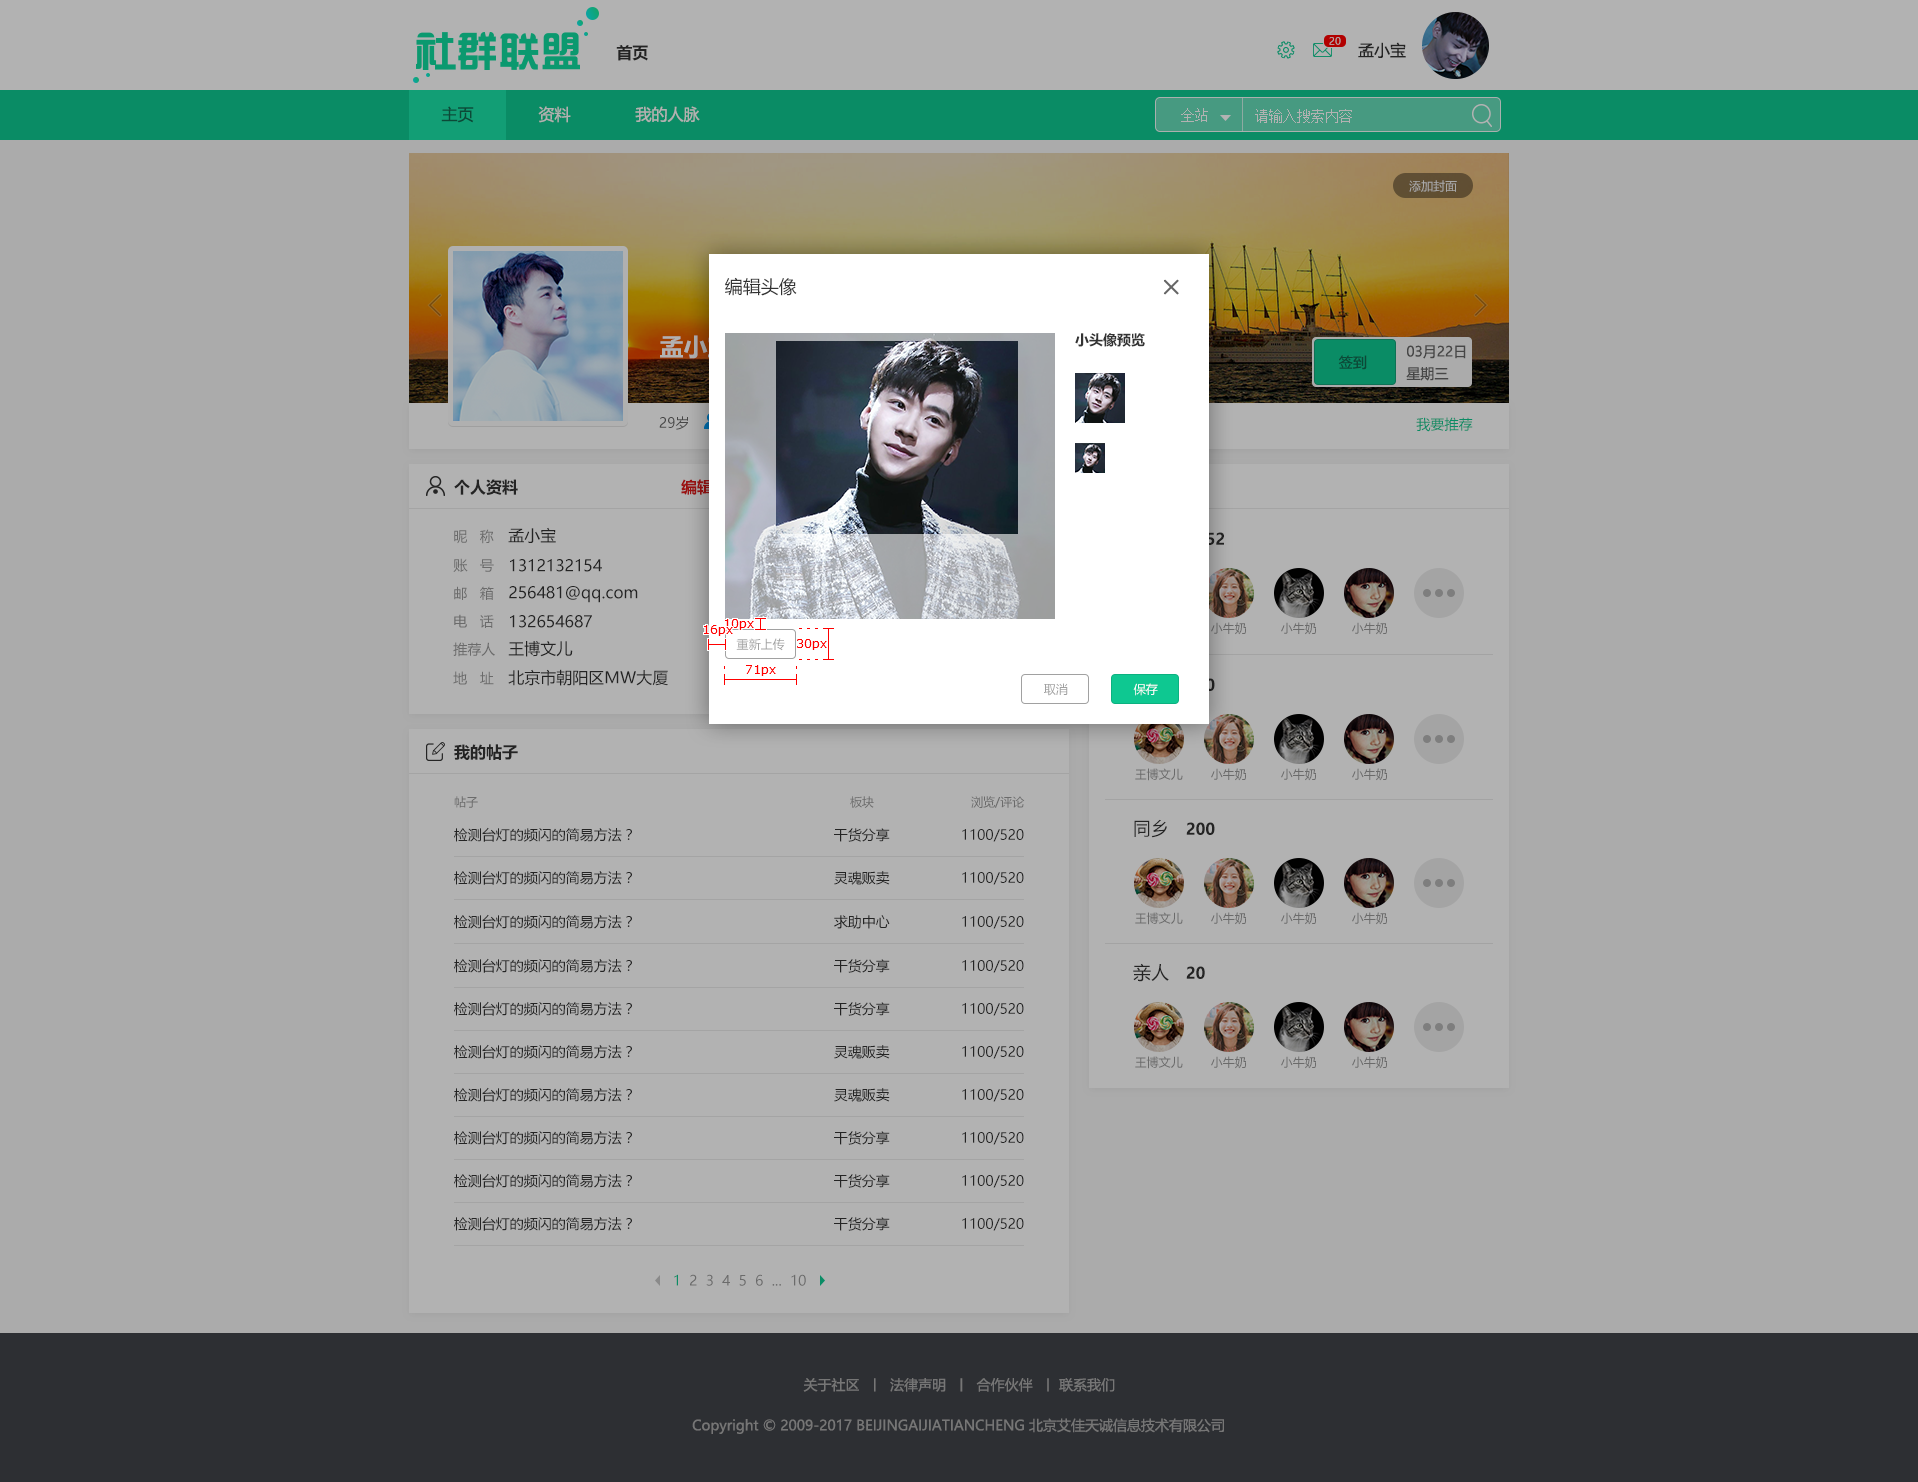 社群联盟
首页
20
孟小宝
主页
资料
我的人脉
全站
请输入搜索内容
添加封面
编辑头像
小头像预览
孟小
签到
03月22日
星期三
29岁
我要推荐
个人资料
编辑
昵 称 孟小宝
账 号 1312132154
邮 箱 256481@qq.com
电 话 132654687
推荐人 王博文儿
地 址 北京市朝阳区MW大厦
52
小牛奶
小牛奶
小牛奶
10px
16px
重新上传
30px
71px
取消
保存
0
王博文儿
小牛奶
小牛奶
小牛奶
同乡 200
王博文儿
小牛奶
小牛奶
小牛奶
亲人 20
王博文儿
小牛奶
小牛奶
小牛奶
我的帖子
帖子 板块 浏览/评论
检测台灯的频闪的简易方法？ 干货分享 1100/520
检测台灯的频闪的简易方法？ 灵魂贩卖 1100/520
检测台灯的频闪的简易方法？ 求助中心 1100/520
检测台灯的频闪的简易方法？ 干货分享 1100/520
检测台灯的频闪的简易方法？ 干货分享 1100/520
检测台灯的频闪的简易方法？ 灵魂贩卖 1100/520
检测台灯的频闪的简易方法？ 灵魂贩卖 1100/520
检测台灯的频闪的简易方法？ 干货分享 1100/520
检测台灯的频闪的简易方法？ 干货分享 1100/520
检测台灯的频闪的简易方法？ 干货分享 1100/520
1 2 3 4 5 6 ... 10
关于社区 | 法律声明 | 合作伙伴 | 联系我们
Copyright © 2009-2017 BEIJINGAIJIATIANCHENG 北京艾佳天诚信息技术有限公司